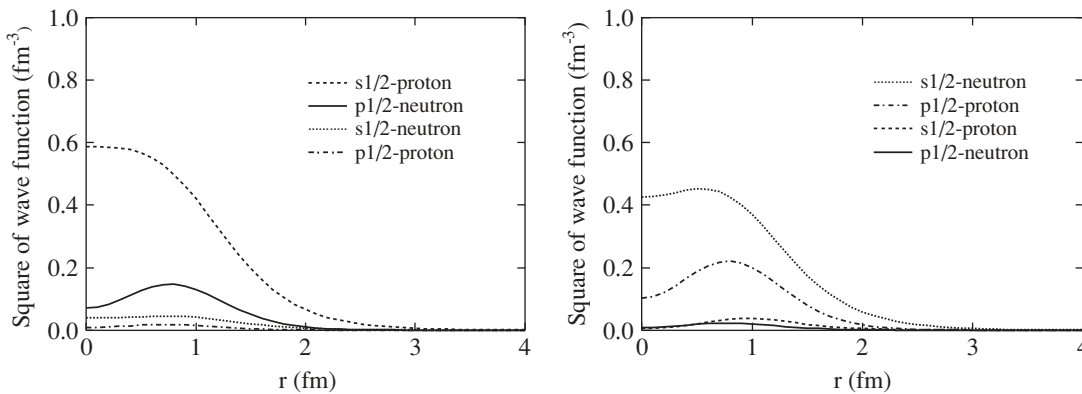 Square of wave function (fm-3)
1.0
0.8
0.6
0.4
0.2
0.0
s1/2-proton
p1/2-neutron
s1/2-neutron
p1/2-proton
0 1 2 3 4
r (fm)
Square of wave function (fm-3)
1.0
0.8
0.6
0.4
0.2
0.0
s1/2-neutron
p1/2-proton
s1/2-proton
p1/2-neutron
0 1 2 3 4
r (fm)